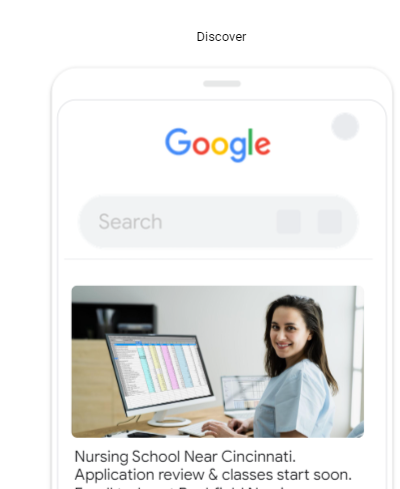 Discover
Google
Search
Nursing School Near Cincinnati.
Application review & classes start soon.